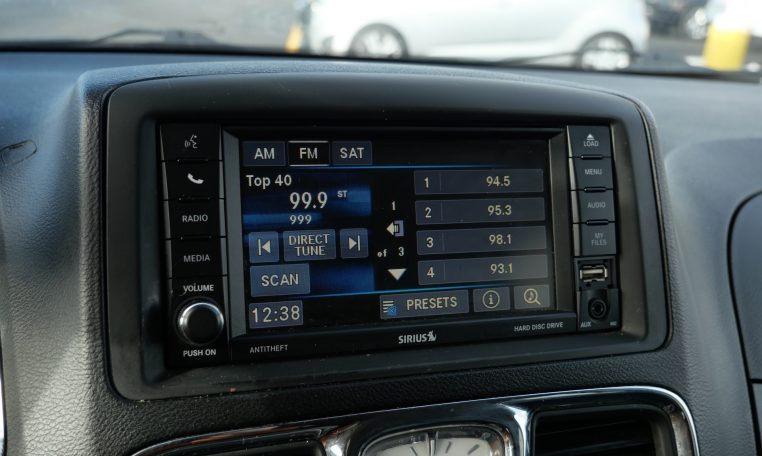 AM FM SAT
LOAD
Top 40
MENU
99.9 ST
999
1 94.5
2 95.3
3 98.1
4 93.1
1
of 3
RADIO
AUDIO
DIRECT
TUNE
MY
FILES
MEDIA
SCAN
VOLUME
PRESETS
12:38
PUSH ON
ANTITHEFT
SIRIUS
HARD DISC DRIVE
AUX